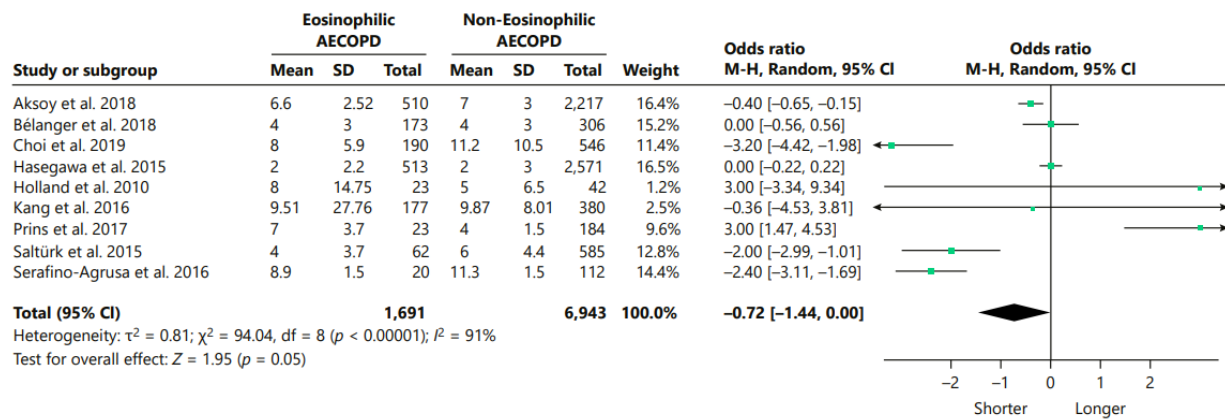 Eosinophilic Non-Eosinophilic
AECOPD AECOPD Odds ratio Odds ratio
Study or subgroup Mean SD Total Mean SD Total Weight M-H, Random, 95% CI M-H, Random, 95% CI
Aksoy et al. 2018 6.6 2.52 510 7 3 2,217 16.4% −0.40 [−0.65, −0.15]
Bélanger et al. 2018 4 3 173 4 3 306 15.2% 0.00 [−0.56, 0.56]
Choi et al. 2019 8 5.9 190 11.2 10.5 546 11.4% −3.20 [−4.42, −1.98]
Hasegawa et al. 2015 2 2.2 513 2 3 2,571 16.5% 0.00 [−0.22, 0.22]
Holland et al. 2010 8 14.75 23 5 6.5 42 1.2% 3.00 [−3.34, 9.34]
Kang et al. 2016 9.51 27.76 177 9.87 8.01 380 2.5% −0.36 [−4.53, 3.81]
Prins et al. 2017 7 3.7 23 4 1.5 184 9.6% 3.00 [1.47, 4.53]
Saltürk et al. 2015 4 3.7 62 6 4.4 585 12.8% −2.00 [−2.99, −1.01]
Serafino-Agrusa et al. 2016 8.9 1.5 20 11.3 1.5 112 14.4% −2.40 [−3.11, −1.69]
Total (95% CI) 1,691 6,943 100.0% −0.72 [−1.44, 0.00]
Heterogeneity: τ² = 0.81; χ² = 94.04, df = 8 (p < 0.00001); I² = 91%
Test for overall effect: Z = 1.95 (p = 0.05)
−2 −1 0 1 2
Shorter Longer